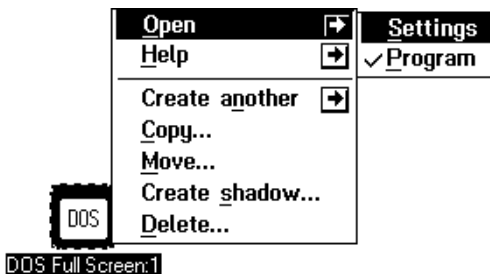 Open
Help
Create another
Copy...
Move...
Create shadow...
Delete...
Settings
Program
DOS
DOS Full Screen:1